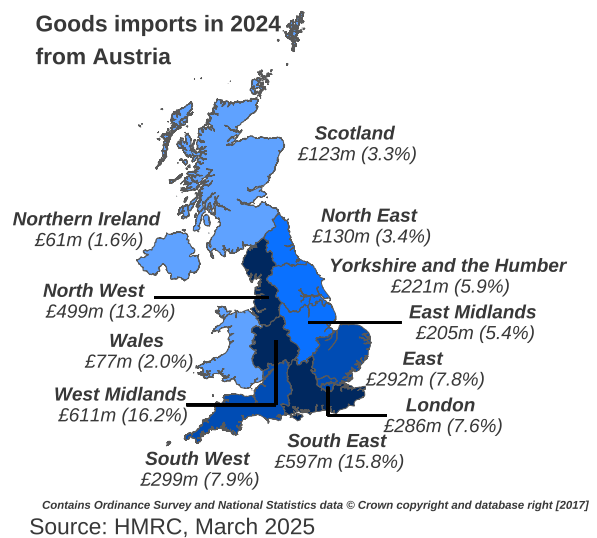 Goods imports in 2024
from Austria
Scotland
£123m (3.3%)
Northern Ireland
£61m (1.6%)
North East
£130m (3.4%)
Yorkshire and the Humber
£221m (5.9%)
North West
£499m (13.2%)
East Midlands
£205m (5.4%)
Wales
£77m (2.0%)
East
£292m (7.8%)
West Midlands
£611m (16.2%)
London
£286m (7.6%)
South East
£597m (15.8%)
South West
£299m (7.9%)
Contains Ordinance Survey and National Statistics data © Crown copyright and database right [2017]
Source: HMRC, March 2025